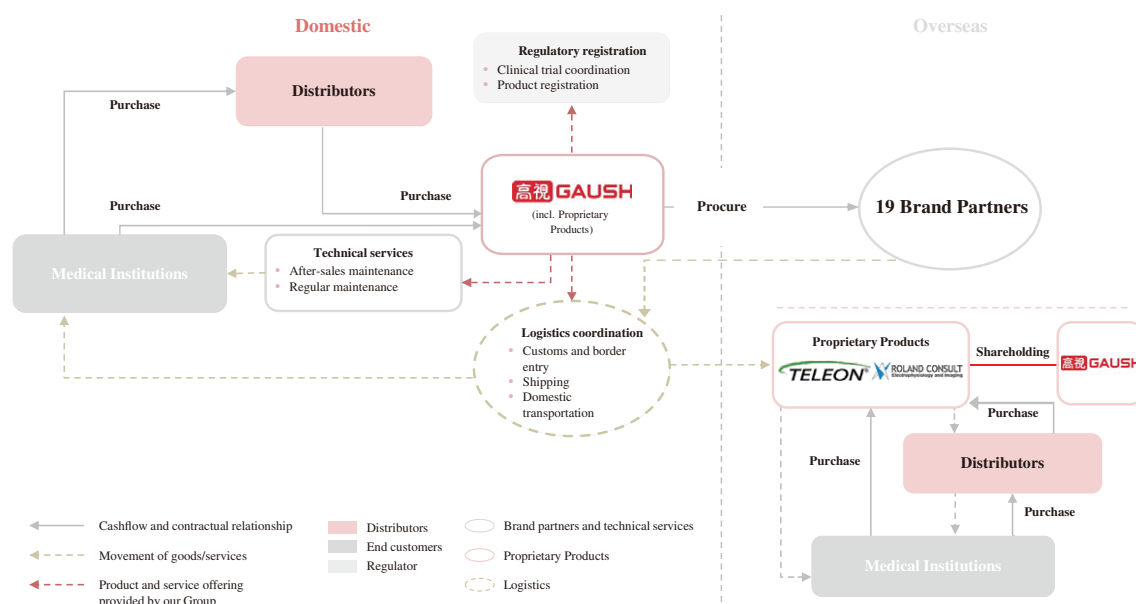 Domestic
Overseas
Regulatory registration
Clinical trial coordination
Product registration
Distributors
Purchase
Purchase
Purchase
高視 GAUSH
(incl. Proprietary
Products)
Procure
19 Brand Partners
Medical Institutions
Technical services
After-sales maintenance
Regular maintenance
Logistics coordination
Customs and border
entry
Shipping
Domestic
transportation
Proprietary Products
TELEON®
ROLAND CONSULT
Electrophysiology and Imaging
Shareholding
高視 GAUSH
Purchase
Purchase
Distributors
Purchase
Medical Institutions
Cashflow and contractual relationship
Movement of goods/services
Product and service offering
provided by our Group
Distributors
End customers
Regulator
Brand partners and technical services
Proprietary Products
Logistics